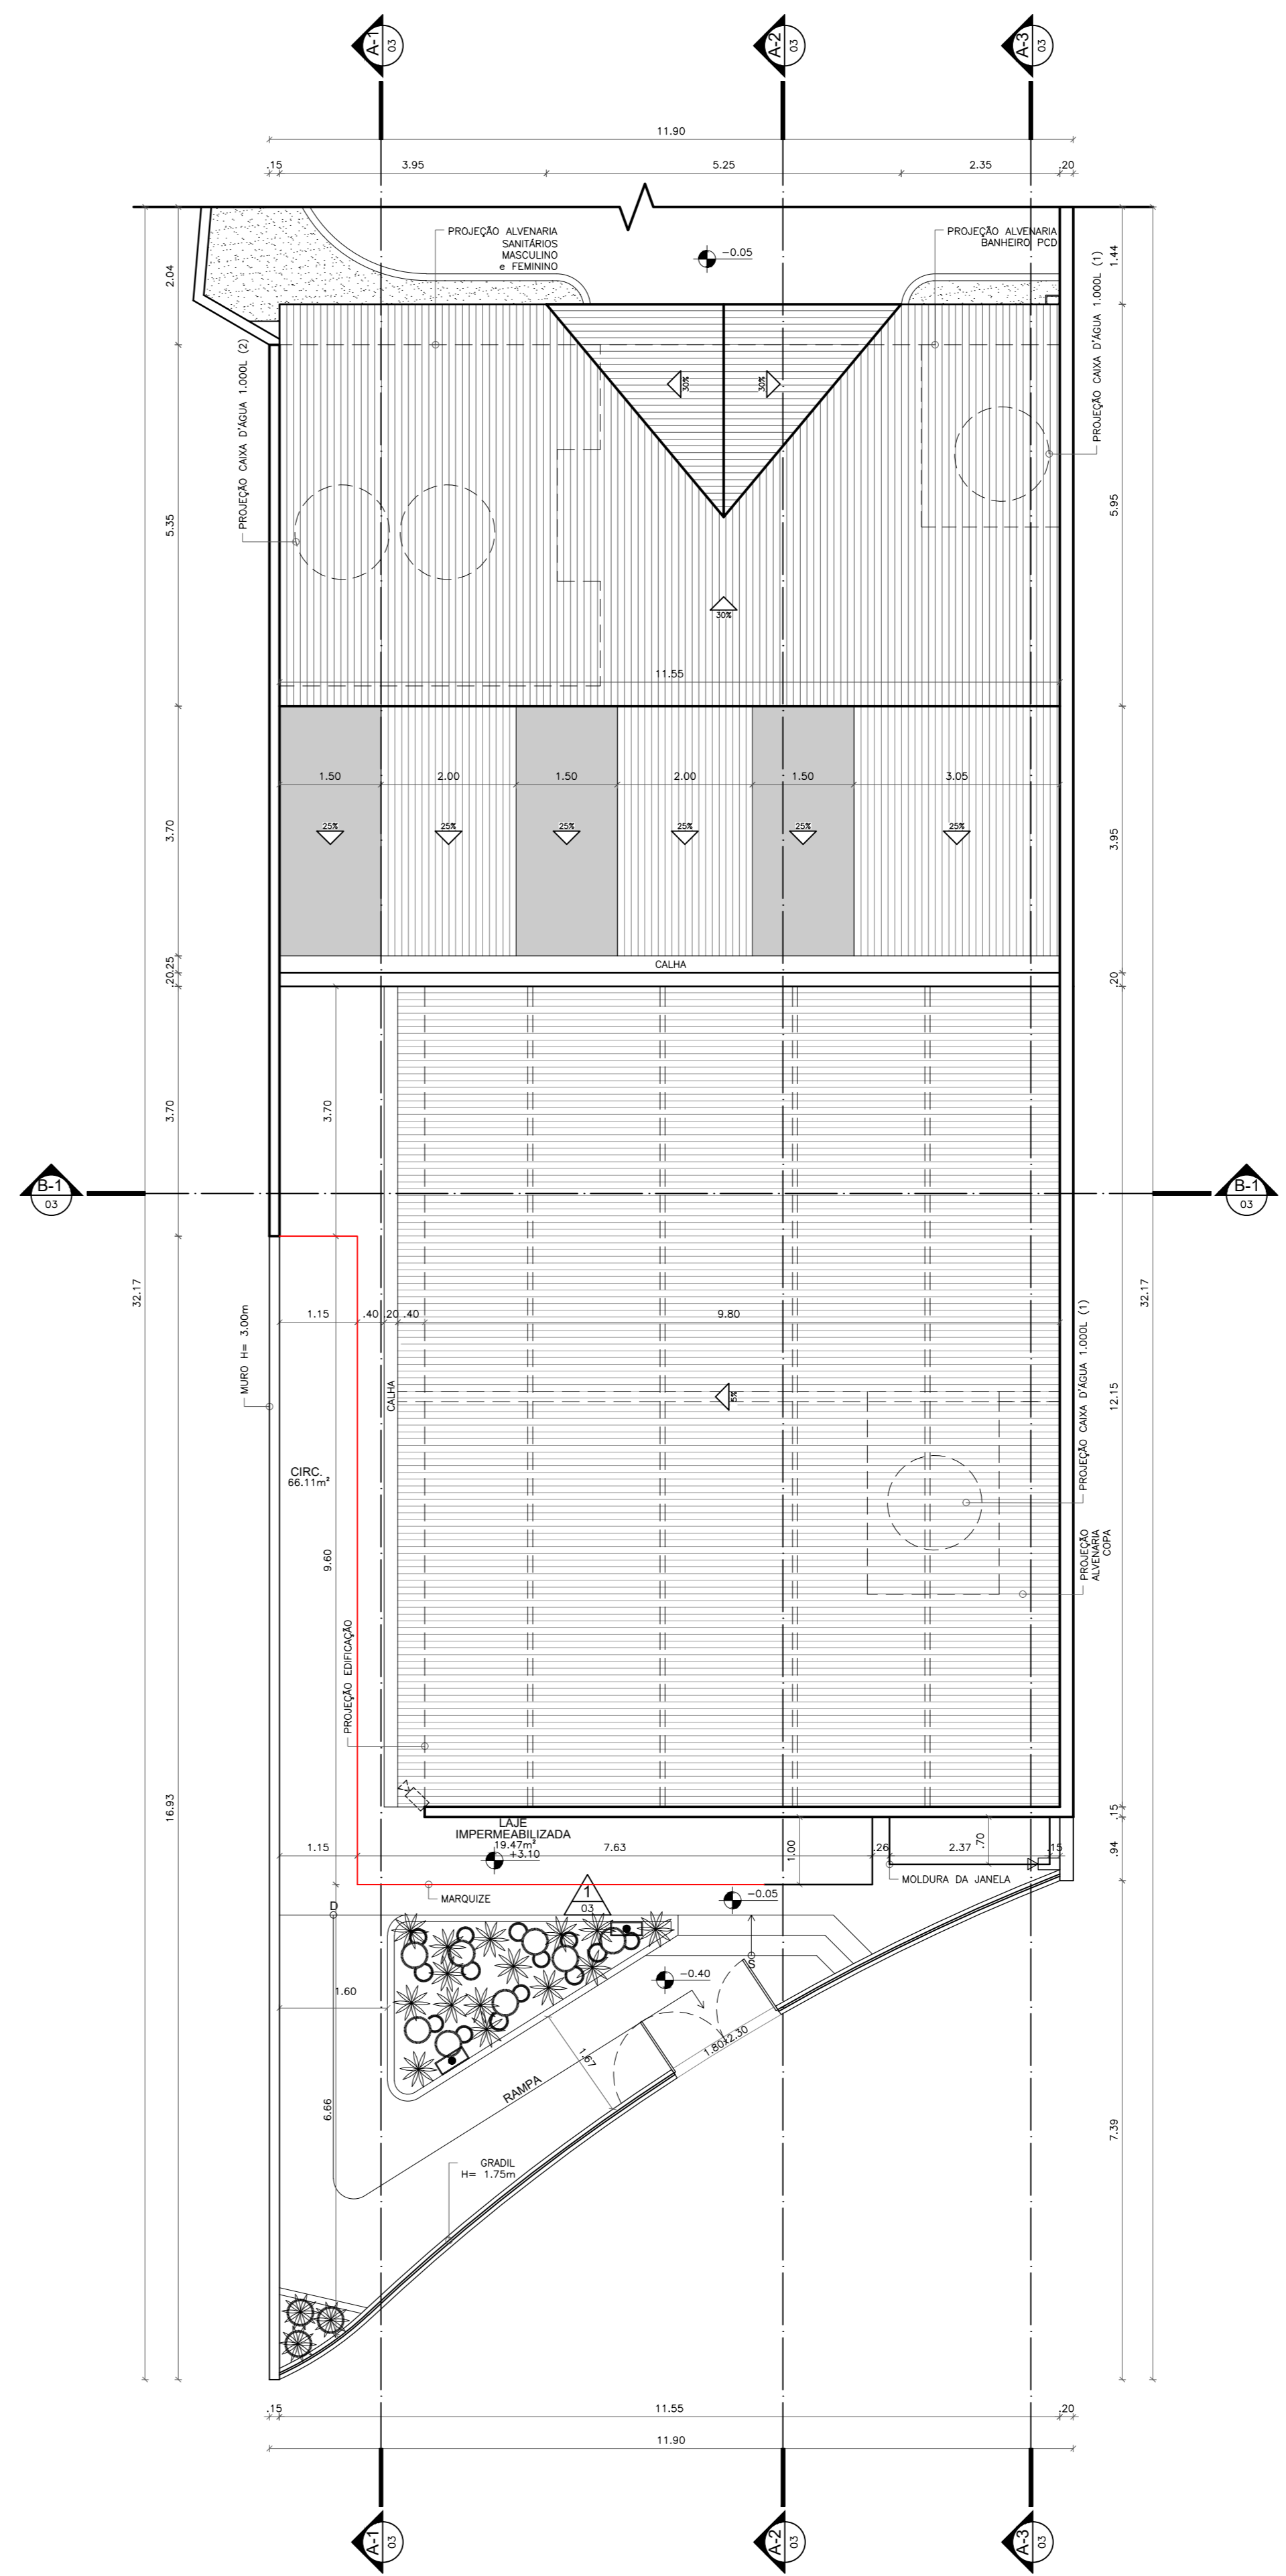 A-1
03
A-2
03
A-3
03
11.90
.15
3.95
5.25
2.35
.20
PROJEÇÃO ALVENARIA
SANITÁRIOS
MASCULINO
e FEMININO
-0.05
PROJEÇÃO ALVENARIA
BANHEIRO PCD
2.04
1.44
PROJEÇÃO CAIXA D'ÁGUA 1.000L (2)
PROJEÇÃO CAIXA D'ÁGUA 1.000L (1)
30%
30%
5.35
5.95
30%
11.55
1.50
2.00
1.50
2.00
1.50
3.05
25%
25%
25%
25%
25%
25%
3.70
3.95
CALHA
.25
.20
.20
3.70
3.70
B-1
03
B-1
03
32.17
32.17
1.15
.40
.20
.40
9.80
MURO H= 3.00m
CALHA
5%
PROJEÇÃO CAIXA D'ÁGUA 1.000L (1)
12.15
CIRC.
66.11m²
9.60
PROJEÇÃO
ALVENARIA
COPA
PROJEÇÃO EDIFICAÇÃO
16.93
LAJE
IMPERMEABILIZADA
19.47m²
+3.10
1.15
7.63
1.00
.26
2.37
.70
.15
.15
.94
MOLDURA DA JANELA
MARQUIZE
1
03
-0.05
D
S
-0.40
1.60
1.80x2.30
1.67
RAMPA
6.66
7.39
GRADIL
H= 1.75m
.15
11.55
.20
11.90
A-1
03
A-2
03
A-3
03